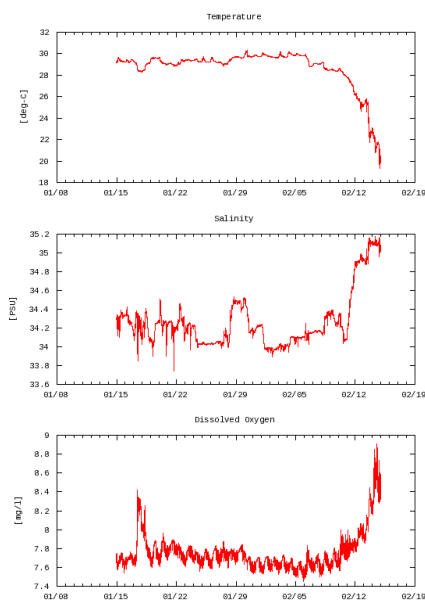 Temperature
32
30
28
26
24
22
20
18
[deg-C]
01/08 01/15 01/22 01/29 02/05 02/12 02/19
Salinity
35.2
35
34.8
34.6
34.4
34.2
34
33.8
33.6
[PSU]
01/08 01/15 01/22 01/29 02/05 02/12 02/19
Dissolved Oxygen
9
8.8
8.6
8.4
8.2
8
7.8
7.6
7.4
[mg/l]
01/08 01/15 01/22 01/29 02/05 02/12 02/19